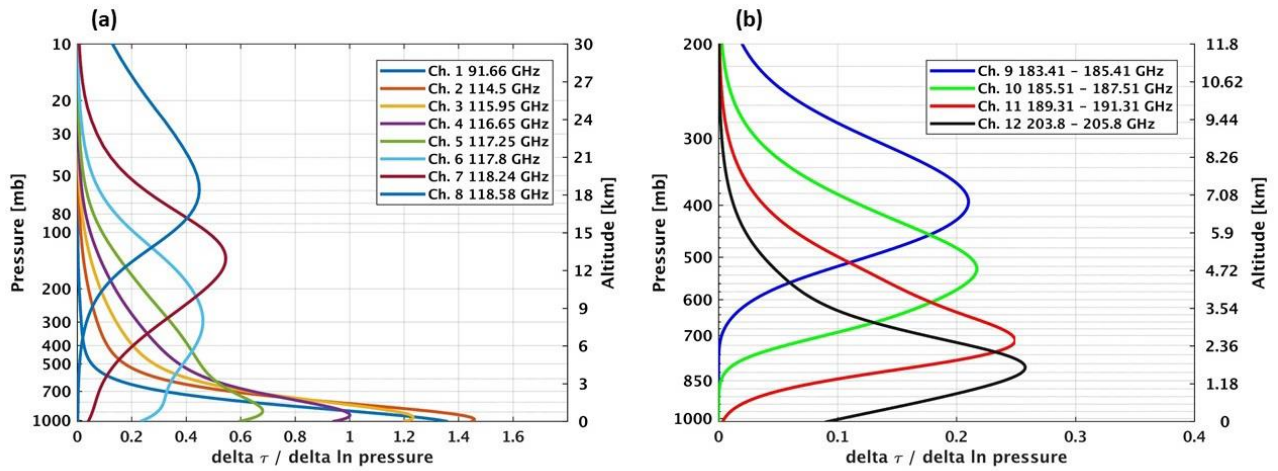 (a)
Pressure [mb]
10
20
30
50
80
100
200
300
400
500
700
1000
Ch. 1 91.66 GHz
Ch. 2 114.5 GHz
Ch. 3 115.95 GHz
Ch. 4 116.65 GHz
Ch. 5 117.25 GHz
Ch. 6 117.8 GHz
Ch. 7 118.24 GHz
Ch. 8 118.58 GHz
30
27
24
21
18
15
12
9
6
3
0
Altitude [km]
0 0.2 0.4 0.6 0.8 1 1.2 1.4 1.6
delta τ / delta ln pressure
(b)
Pressure [mb]
200
300
400
500
600
700
850
1000
Ch. 9 183.41 – 185.41 GHz
Ch. 10 185.51 – 187.51 GHz
Ch. 11 189.31 – 191.31 GHz
Ch. 12 203.8 – 205.8 GHz
11.8
10.62
9.44
8.26
7.08
5.9
4.72
3.54
2.36
1.18
0
Altitude [km]
0 0.1 0.2 0.3 0.4
delta τ / delta ln pressure